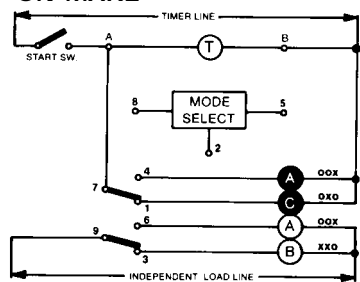 TIMER LINE
A B
START SW. T
8 MODE SELECT 5
2
4 A OOX
7 1 C OXO
6 A OOX
9 3 B XXO
INDEPENDENT LOAD LINE